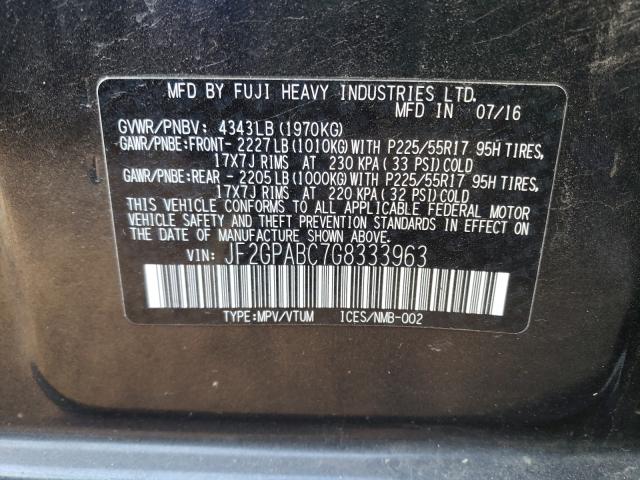 MFD BY FUJI HEAVY INDUSTRIES LTD.
MFD IN 07/16
GVWR/PNBV: 4343LB(1970KG)
GAWR/PNBE:FRONT- 2227LB(1010KG)WITH P225/55R17 95H TIRES,
17X7J RIMS AT 230 KPA(33 PSI)COLD
GAWR/PNBE:REAR - 2205LB(1000KG)WITH P225/55R17 95H TIRES,
17X7J RIMS AT 220 KPA(32 PSI)COLD
THIS VEHICLE CONFORMS TO ALL APPLICABLE FEDERAL MOTOR
VEHICLE SAFETY AND THEFT PREVENTION STANDARDS IN EFFECT ON
THE DATE OF MANUFACTURE SHOWN ABOVE.
VIN: JF2GPABC7G8333963
TYPE:MPV/VTUM ICES/NMB-002